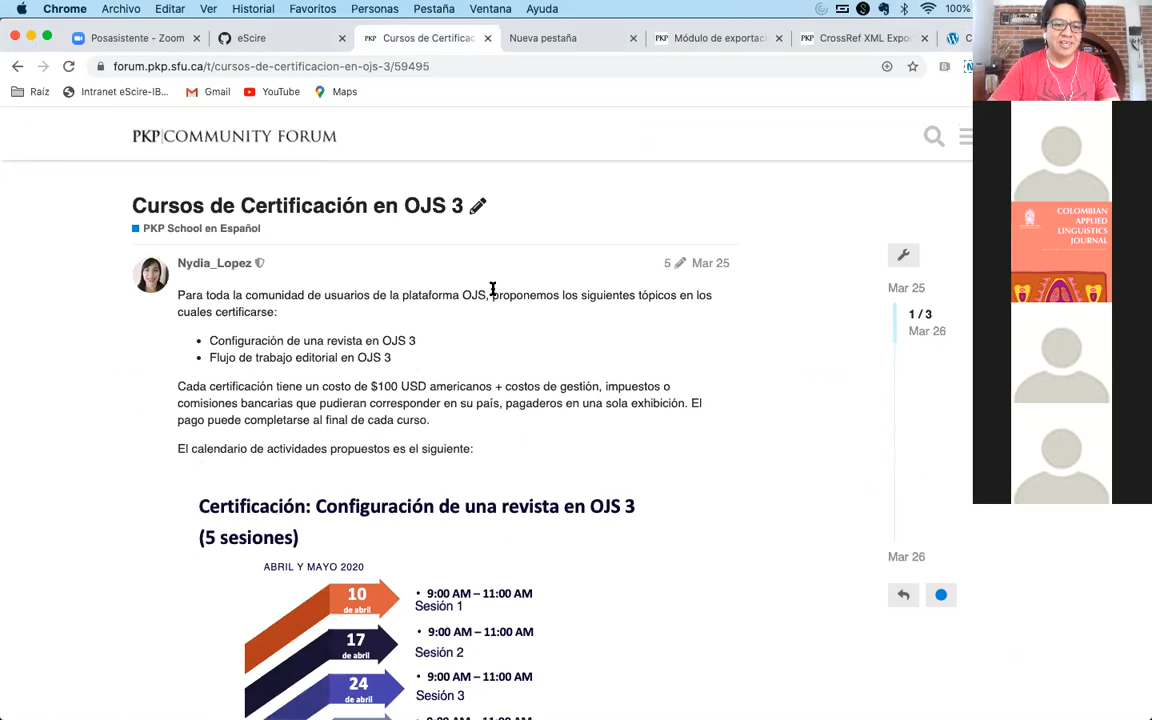 Chrome Archivo Editar Ver Historial Favoritos Personas Pestaña Ventana Ayuda 100%
Posasistente - Zoom
eScire
Cursos de Certificac
Nueva pestaña
Módulo de exportac
CrossRef XML Expo
forum.pkp.sfu.ca/t/cursos-de-certificacion-en-ojs-3/59495
Raíz Intranet eScire-IB... Gmail YouTube Maps
PKP|COMMUNITY FORUM
Cursos de Certificación en OJS 3
PKP School en Español
Nydia_Lopez 5 Mar 25
Para toda la comunidad de usuarios de la plataforma OJS, proponemos los siguientes tópicos en los
cuales certificarse:
• Configuración de una revista en OJS 3
• Flujo de trabajo editorial en OJS 3
Cada certificación tiene un costo de $100 USD americanos + costos de gestión, impuestos o
comisiones bancarias que pudieran corresponder en su país, pagaderos en una sola exhibición. El
pago puede completarse al final de cada curso.
El calendario de actividades propuestos es el siguiente:
Certificación: Configuración de una revista en OJS 3
(5 sesiones)
ABRIL Y MAYO 2020
10
de abril
• 9:00 AM – 11:00 AM
Sesión 1
17
de abril
• 9:00 AM – 11:00 AM
Sesión 2
24
de abril
• 9:00 AM – 11:00 AM
Sesión 3
Mar 25
1 / 3
Mar 26
Mar 26
COLOMBIAN
APPLIED
LINGUISTICS
JOURNAL